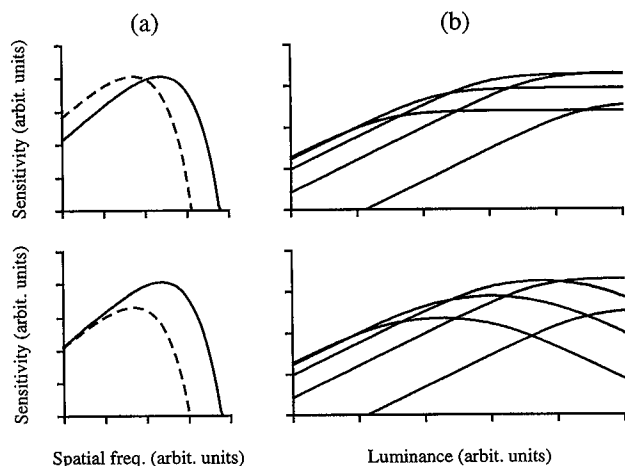 (a)
(b)
Sensitivity (arbit. units)
Sensitivity (arbit. units)
Spatial freq. (arbit. units)
Luminance (arbit. units)